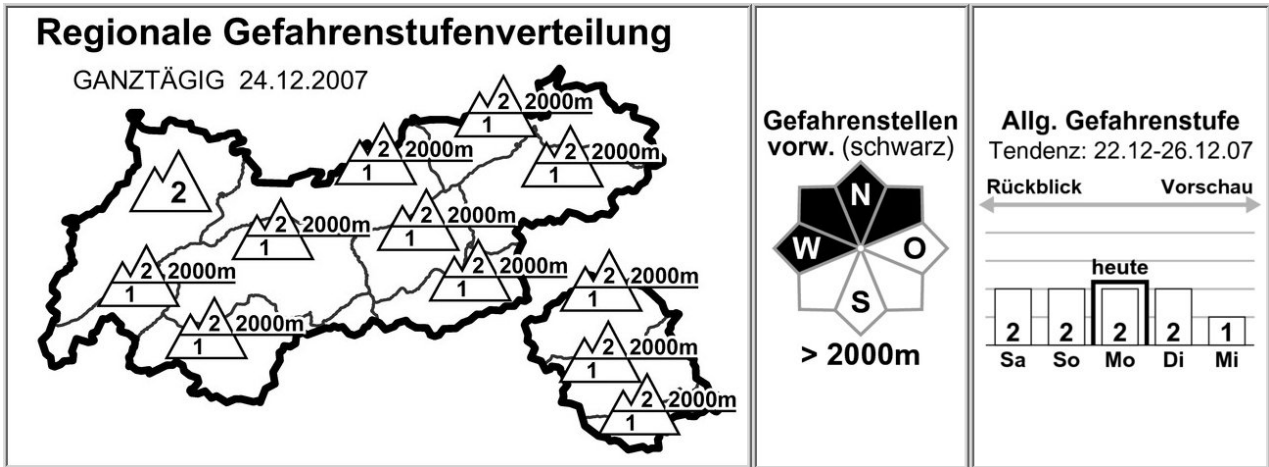 Regionale Gefahrenstufenverteilung
GANZTÄGIG 24.12.2007
2 2000m
1
2 2000m
1
2 2000m
1
2
2 2000m
1
2 2000m
1
2 2000m
1
2 2000m
1
2 2000m
1
2 2000m
1
2 2000m
1
2 2000m
1
Gefahrenstellen
vorw. (schwarz)
N
W O
S
> 2000m
Allg. Gefahrenstufe
Tendenz: 22.12-26.12.07
Rückblick Vorschau
heute
2 2 2 2 1
Sa So Mo Di Mi